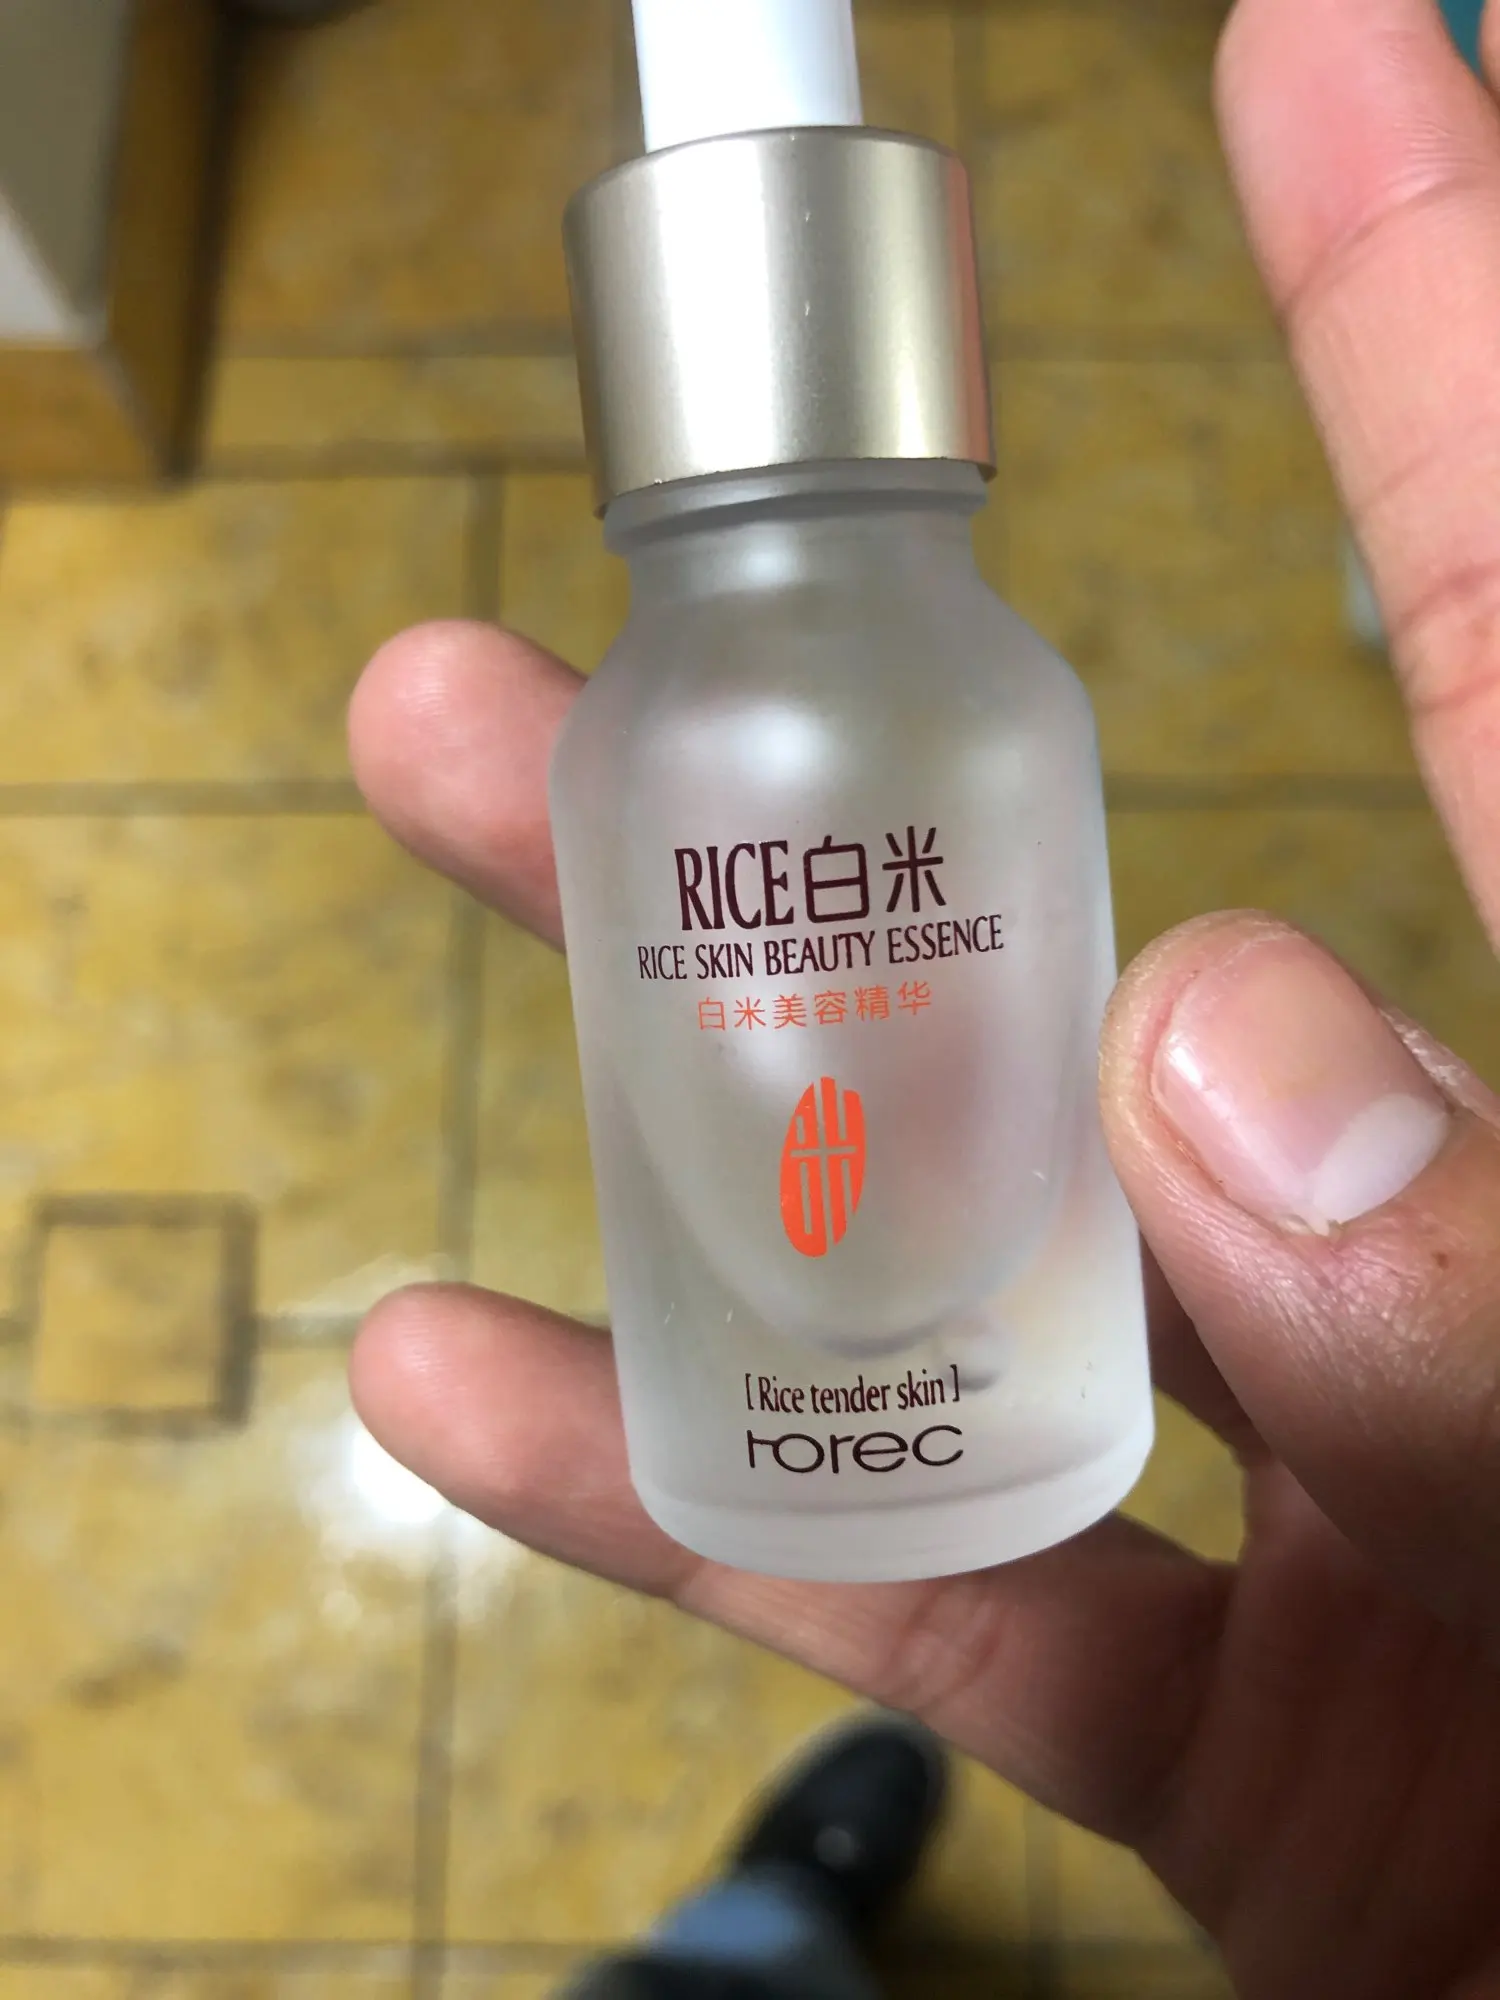 RICE白米
RICE SKIN BEAUTY ESSENCE
白米美容精华
[Rice tender skin]
rorec